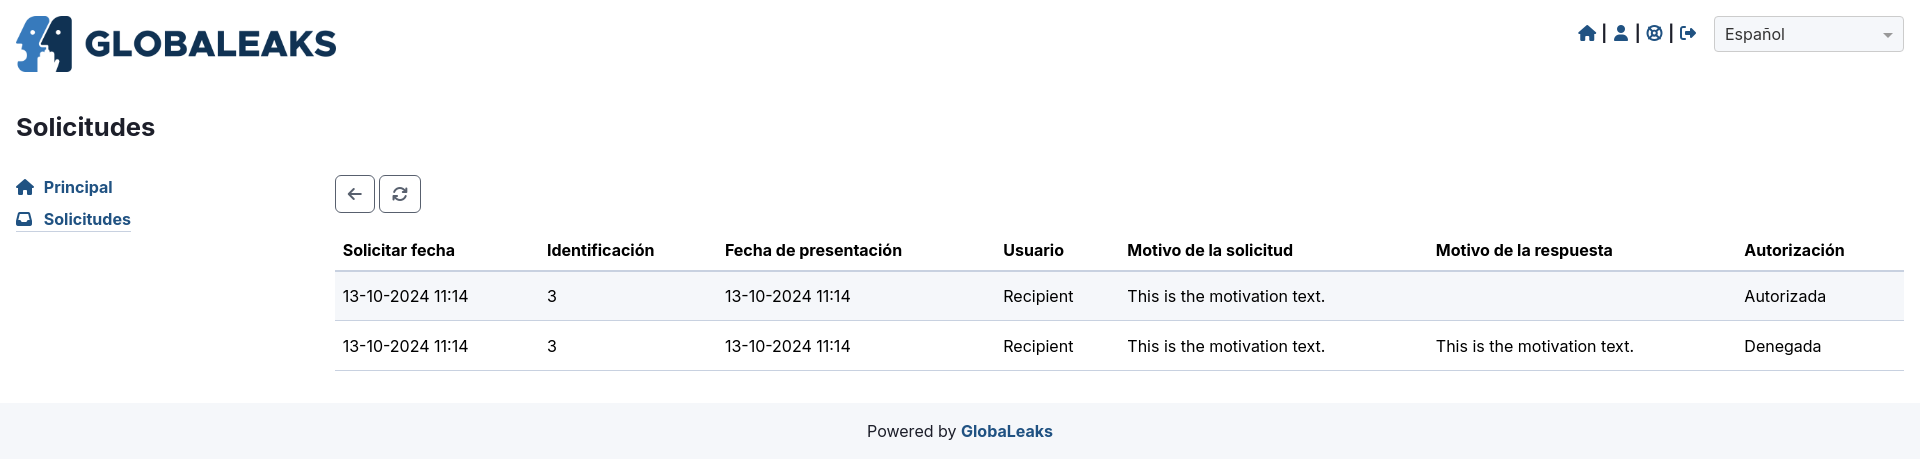 GLOBALEAKS
Español
Solicitudes
Principal
Solicitudes
Solicitar fecha Identificación Fecha de presentación Usuario Motivo de la solicitud Motivo de la respuesta Autorización
13-10-2024 11:14 3 13-10-2024 11:14 Recipient This is the motivation text. Autorizada
13-10-2024 11:14 3 13-10-2024 11:14 Recipient This is the motivation text. This is the motivation text. Denegada
Powered by GlobaLeaks